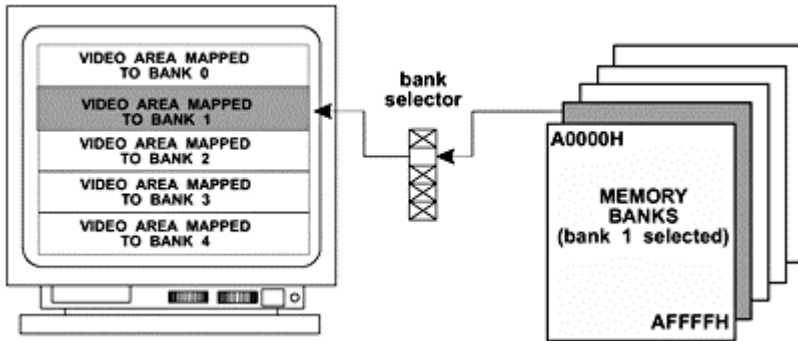 VIDEO AREA MAPPED
TO BANK 0
VIDEO AREA MAPPED
TO BANK 1
VIDEO AREA MAPPED
TO BANK 2
VIDEO AREA MAPPED
TO BANK 3
VIDEO AREA MAPPED
TO BANK 4
bank
selector
A0000H
MEMORY
BANKS
(bank 1 selected)
AFFFFH